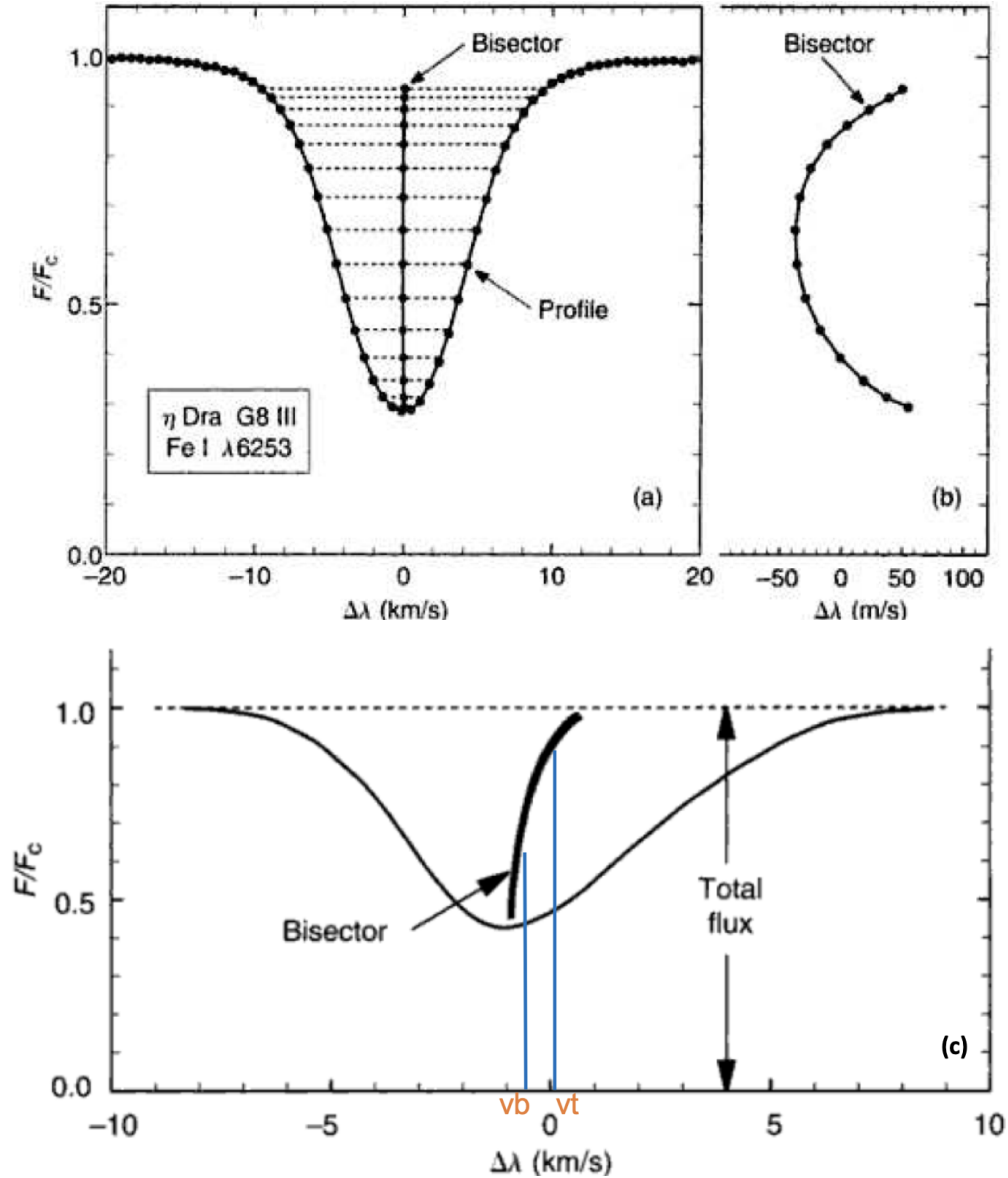 Bisector
Bisector
1.0
F/Fc
0.5
Profile
η Dra G8 III
Fe I λ6253
(a)
(b)
0.0
−20
−10
0
10
20
−50
0
50
100
Δλ (km/s)
Δλ (m/s)
1.0
F/Fc
0.5
Bisector
Total
flux
(c)
0.0
vb
vt
−10
−5
0
5
10
Δλ (km/s)